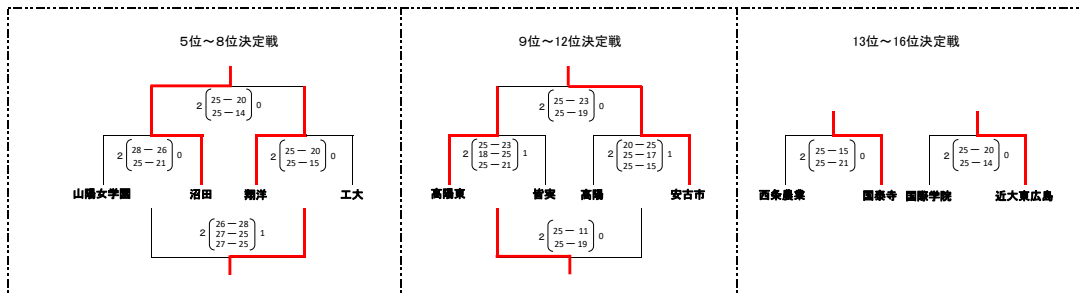 5位～8位決定戦
2 25 － 20 0
25 － 14
2 28 － 26 0
25 － 21
2 25 － 20 0
25 － 15
山陽女学園 沼田 翔洋 工大
2 26 － 28 1
27 － 25
27 － 25
9位～12位決定戦
2 25 － 23 0
25 － 19
2 25 － 23 1
18 － 25
25 － 21
2 20 － 25 1
25 － 17
25 － 15
高陽東 皆実 高陽 安古市
2 25 － 11 0
25 － 19
13位～16位決定戦
2 25 － 15 0
25 － 21
2 25 － 20 0
25 － 14
西条農業 国泰寺 国際学院 近大東広島